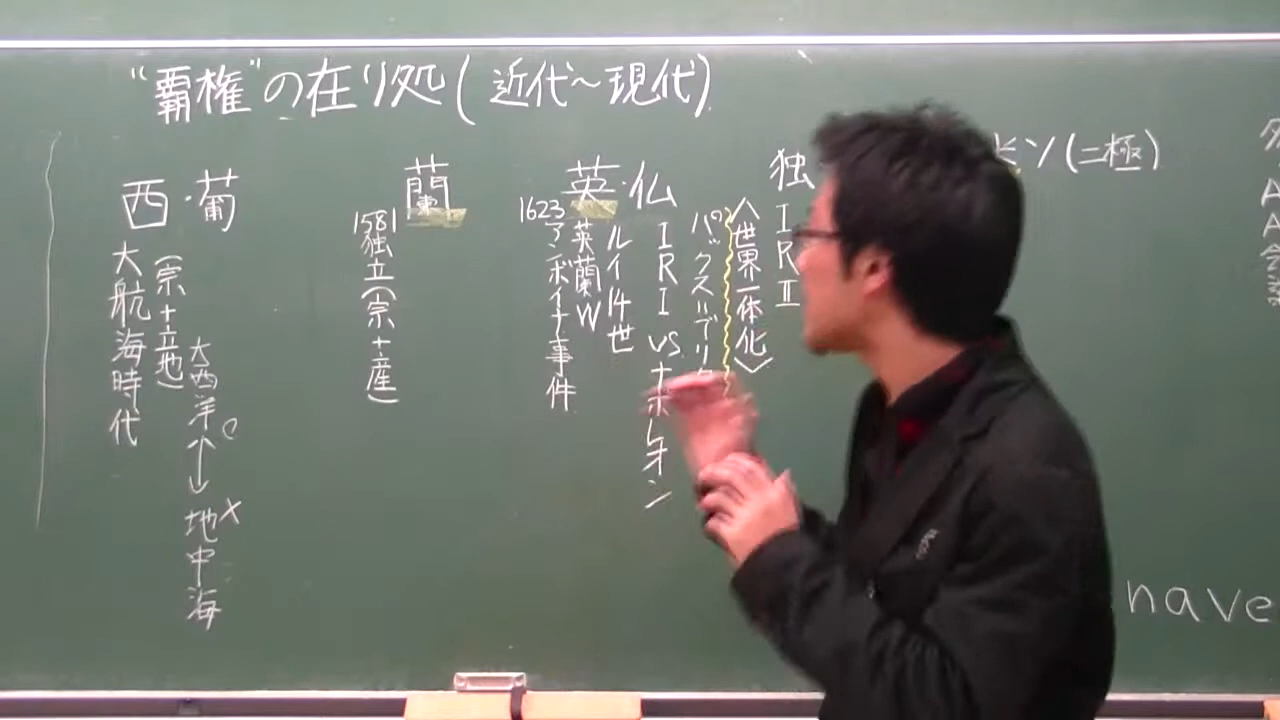 “覇権”の在り処(近代～現代)
西・葡
大航海時代
(宗+立地)
大西洋○↔地中海×
蘭
1581
独立(宗+産)
英・仏
1623
アンボイナ事件
英蘭W
ルイ14世
IRI vsナポレオン
パックス=ブリタ
〈世界一体化〉
独
IRⅡ
ソ(二極)
nave